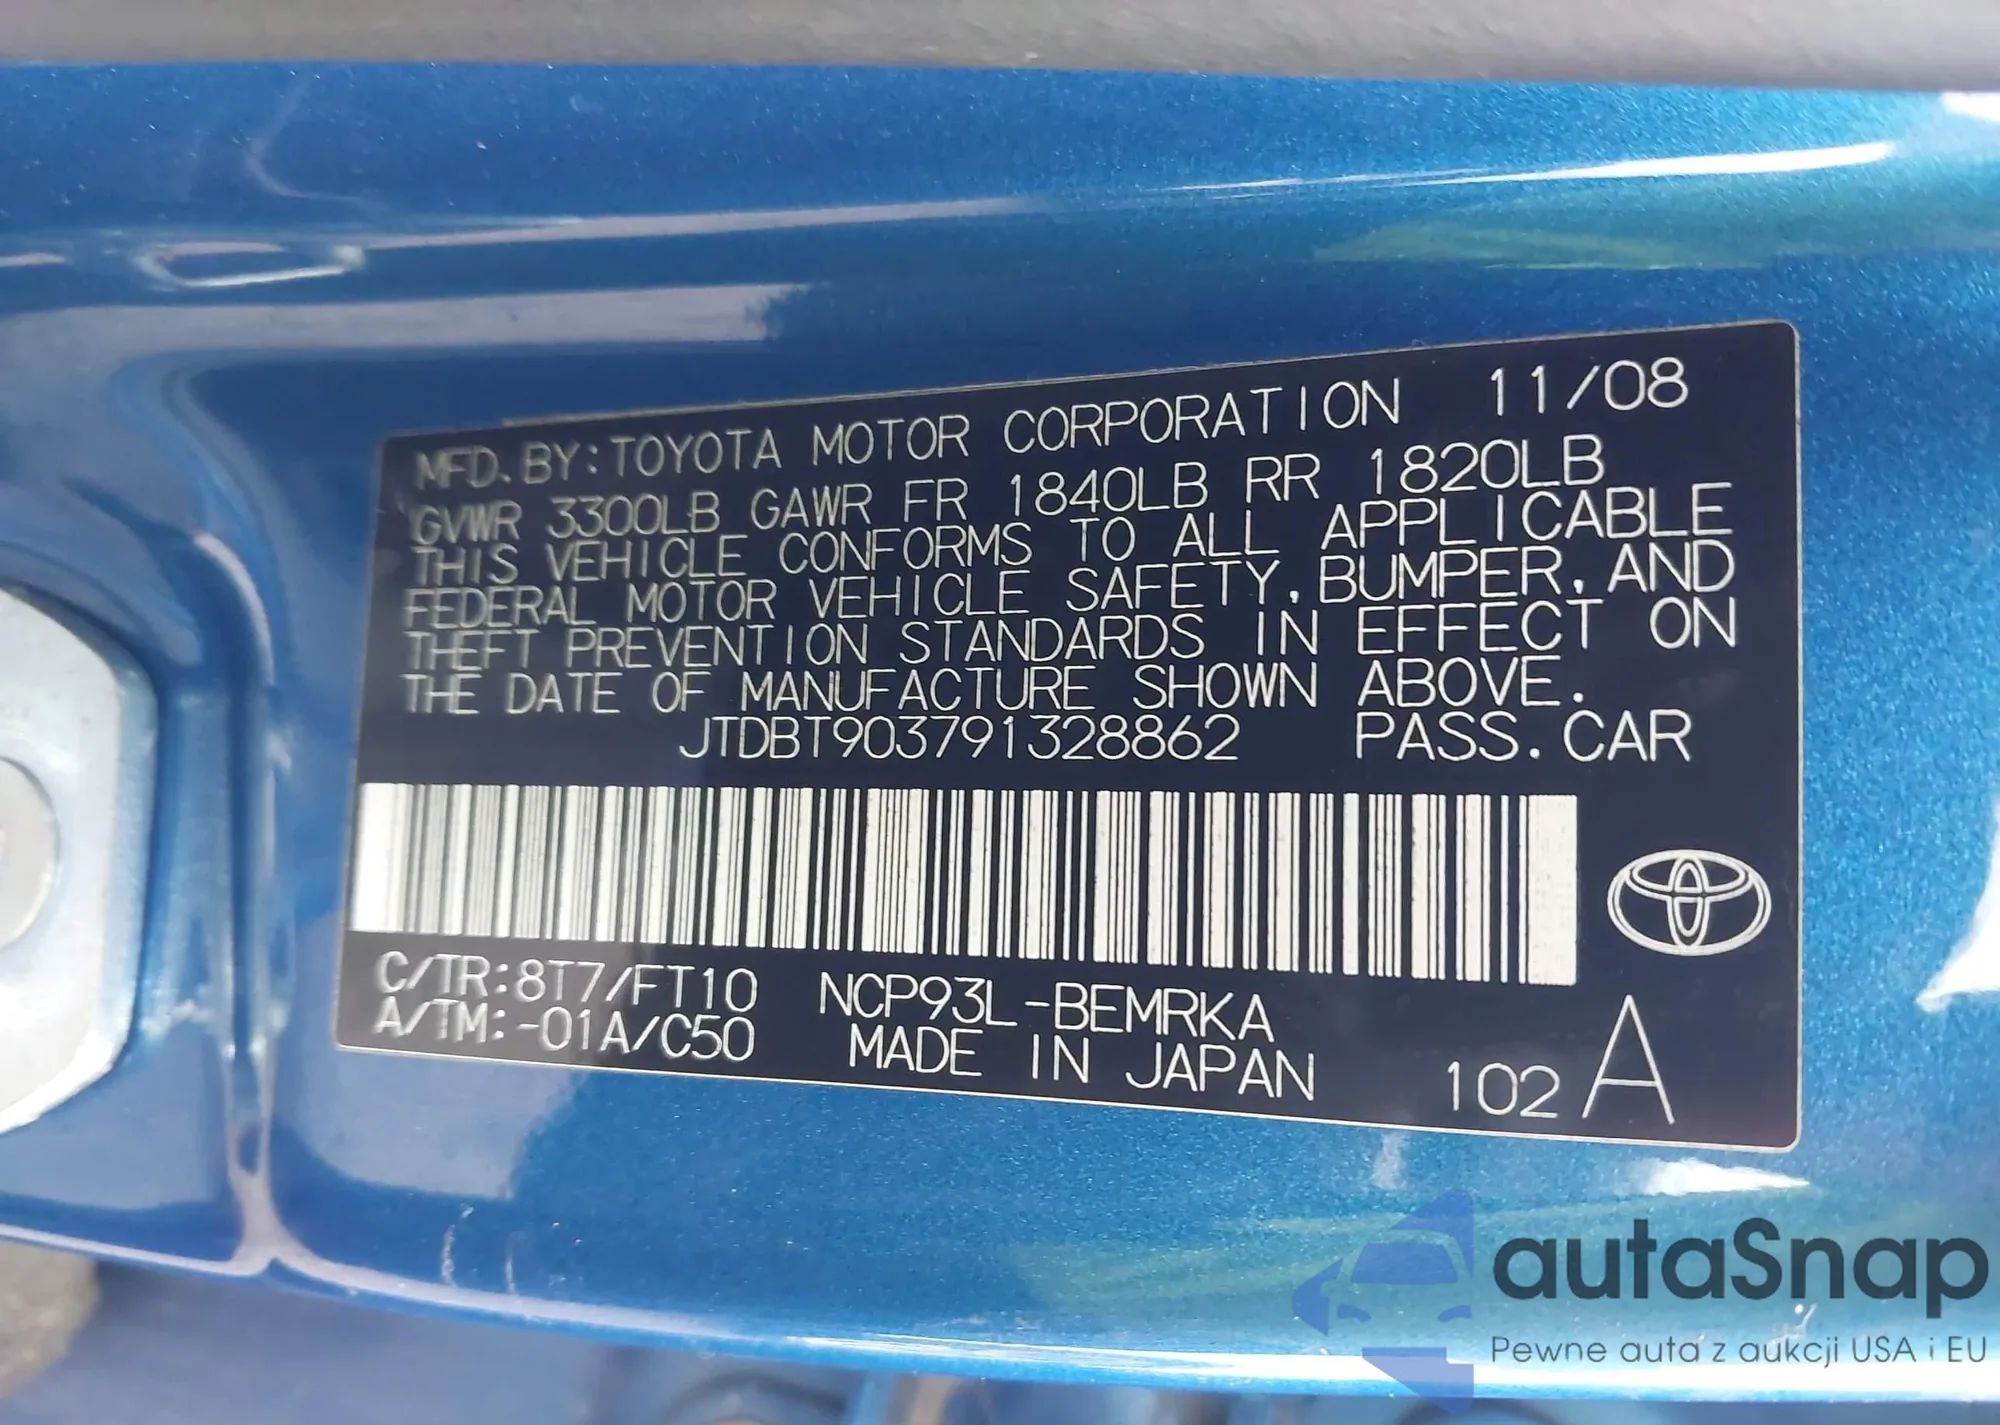 MFD. BY: TOYOTA MOTOR CORPORATION 11/08
GVWR 3300LB GAWR FR 1840LB RR 1820LB
THIS VEHICLE CONFORMS TO ALL APPLICABLE
FEDERAL MOTOR VEHICLE SAFETY, BUMPER, AND
THEFT PREVENTION STANDARDS IN EFFECT ON
THE DATE OF MANUFACTURE SHOWN ABOVE.
JTDBT903791328862 PASS. CAR
C/TR: 8T7/FT10 NCP93L-BEMRKA
A/TM: -01A/C50 MADE IN JAPAN 102 A
autaSnap
Pewne auta z aukcji USA i EU